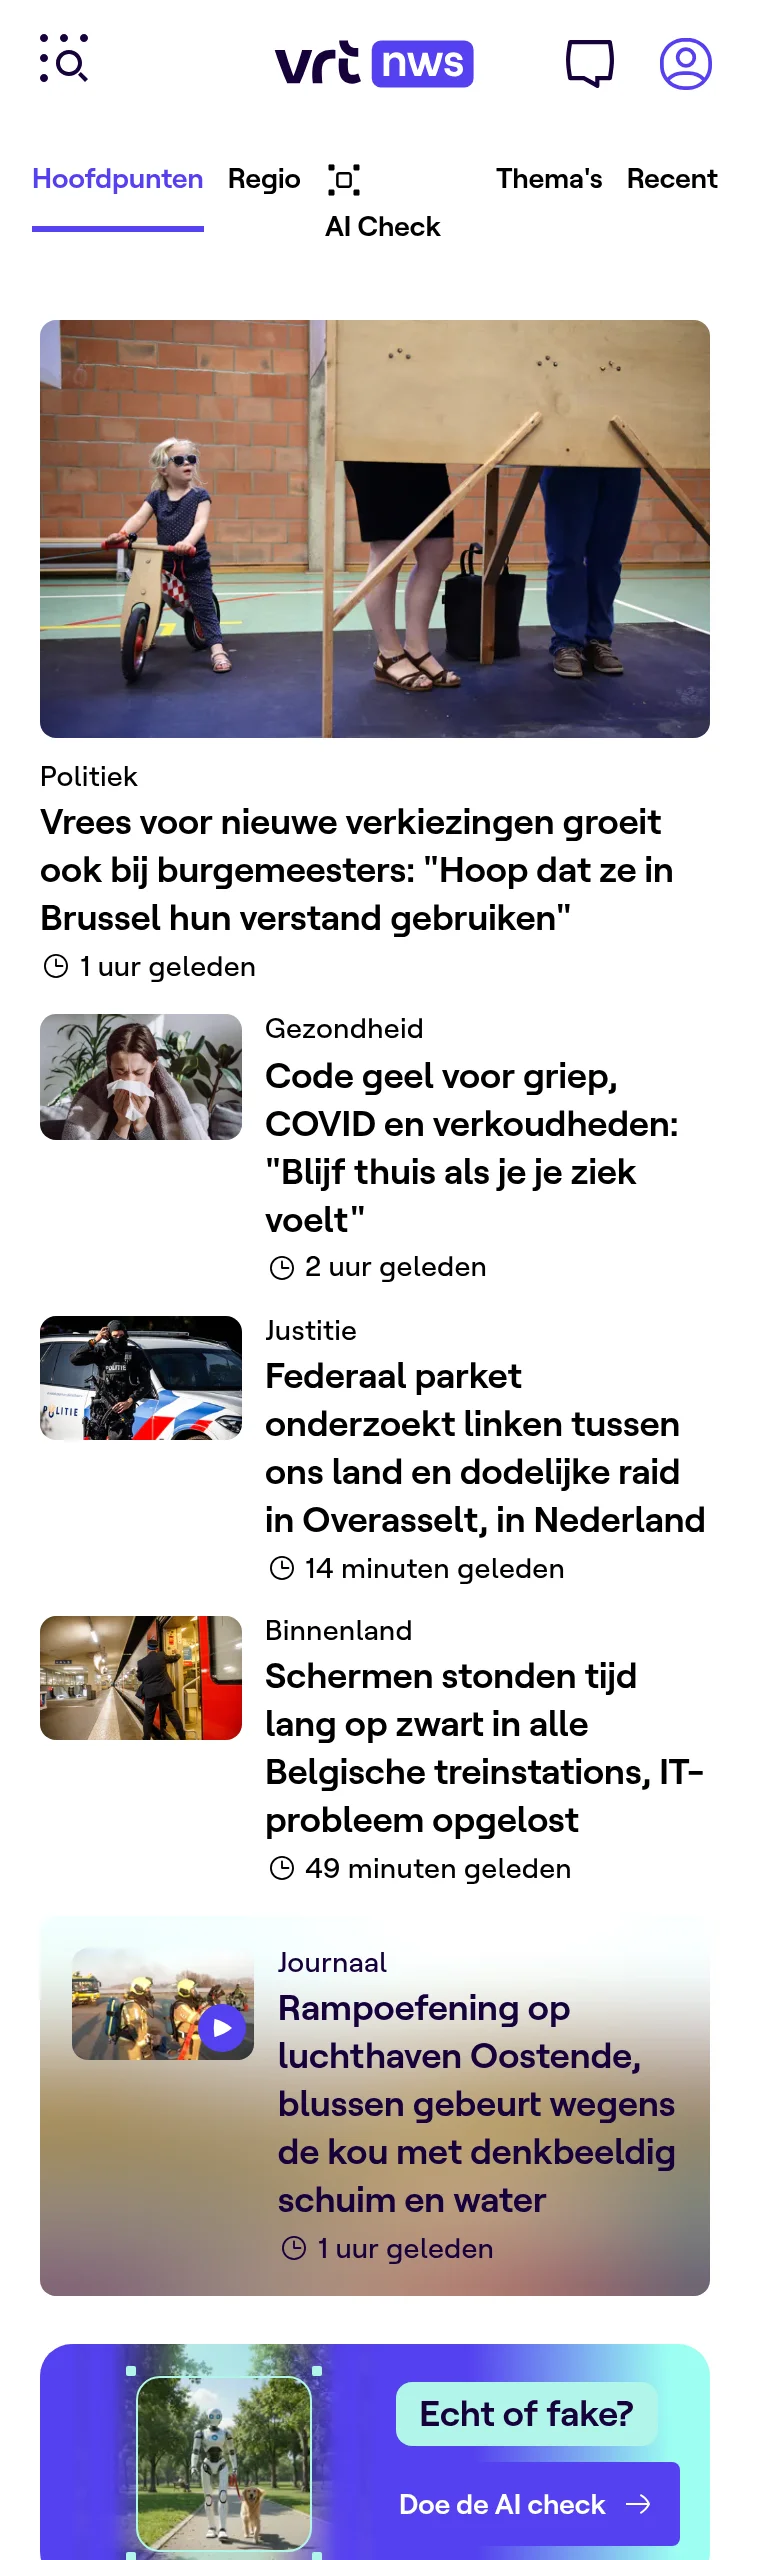 vrt nws
Hoofdpunten
Regio
AI Check
Thema's
Recent
Politiek
Vrees voor nieuwe verkiezingen groeit
ook bij burgemeesters: "Hoop dat ze in
Brussel hun verstand gebruiken"
1 uur geleden
Gezondheid
Code geel voor griep,
COVID en verkoudheden:
"Blijf thuis als je je ziek
voelt"
2 uur geleden
POLITIE
POLITIE
Justitie
Federaal parket
onderzoekt linken tussen
ons land en dodelijke raid
in Overasselt, in Nederland
14 minuten geleden
Binnenland
Schermen stonden tijd
lang op zwart in alle
Belgische treinstations, IT-
probleem opgelost
49 minuten geleden
Journaal
Rampoefening op
luchthaven Oostende,
blussen gebeurt wegens
de kou met denkbeeldig
schuim en water
1 uur geleden
Echt of fake?
Doe de AI check